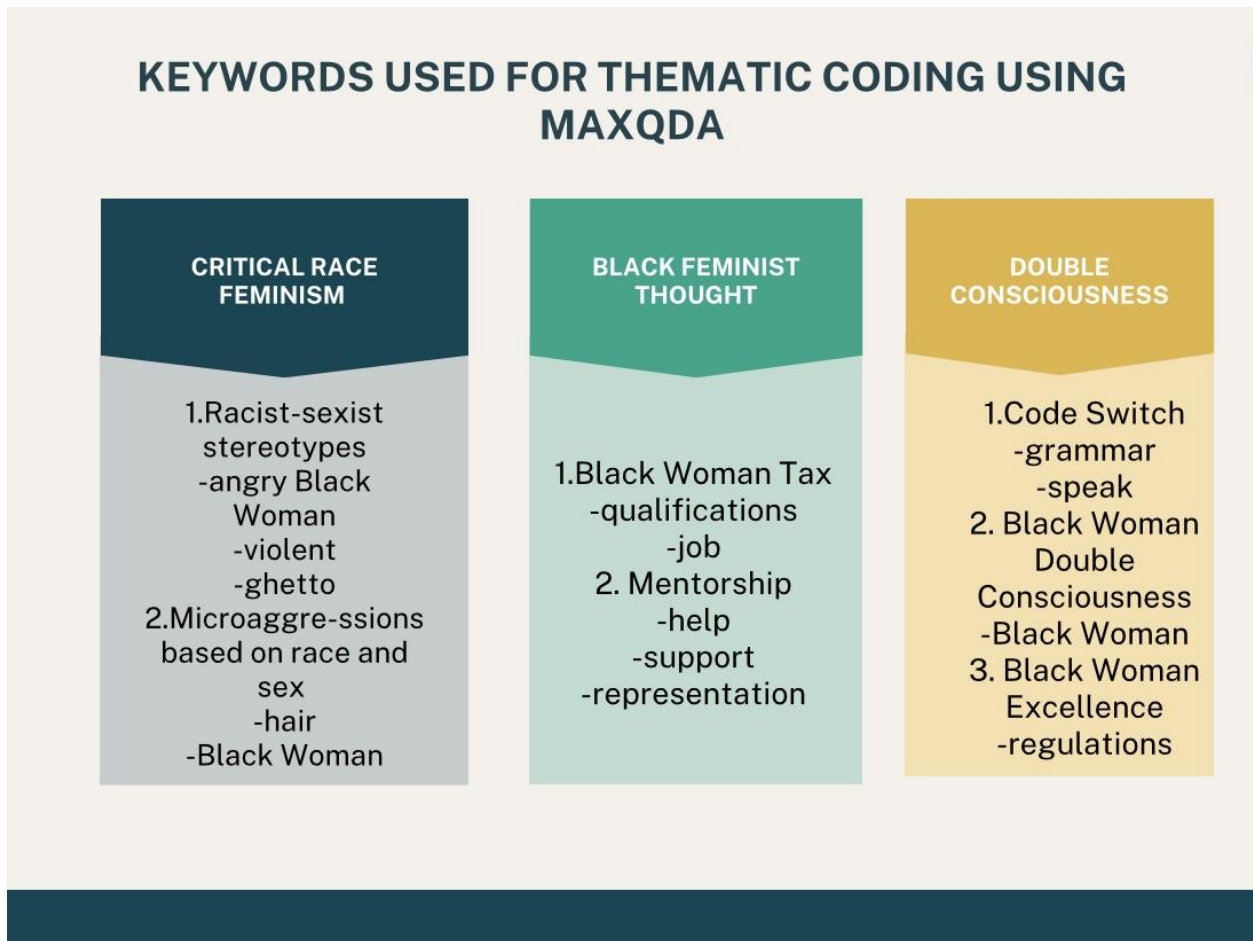 KEYWORDS USED FOR THEMATIC CODING USING
MAXQDA
CRITICAL RACE
FEMINISM
1.Racist-sexist
stereotypes
-angry Black
Woman
-violent
-ghetto
2.Microaggre-ssions
based on race and
sex
-hair
-Black Woman
BLACK FEMINIST
THOUGHT
1.Black Woman Tax
-qualifications
-job
2. Mentorship
-help
-support
-representation
DOUBLE
CONSCIOUSNESS
1.Code Switch
-grammar
-speak
2. Black Woman
Double
Consciousness
-Black Woman
3. Black Woman
Excellence
-regulations